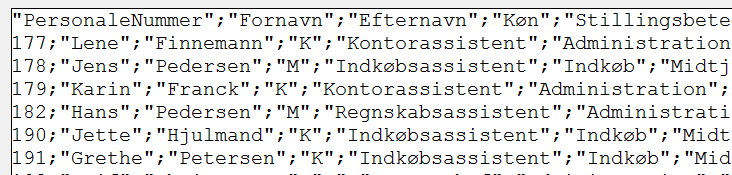 "PersonaleNummer";"Fornavn";"Efternavn";"Køn";"Stillingsbete
177;"Lene";"Finnemann";"K";"Kontorassistent";"Administration
178;"Jens";"Pedersen";"M";"Indkøbsassistent";"Indkøb";"Midtj
179;"Karin";"Franck";"K";"Kontorassistent";"Administration";
182;"Hans";"Pedersen";"M";"Regnskabsassistent";"Administrati
190;"Jette";"Hjulmand";"K";"Indkøbsassistent";"Indkøb";"Midt
191;"Grethe";"Petersen";"K";"Indkøbsassistent";"Indkøb";"Mid